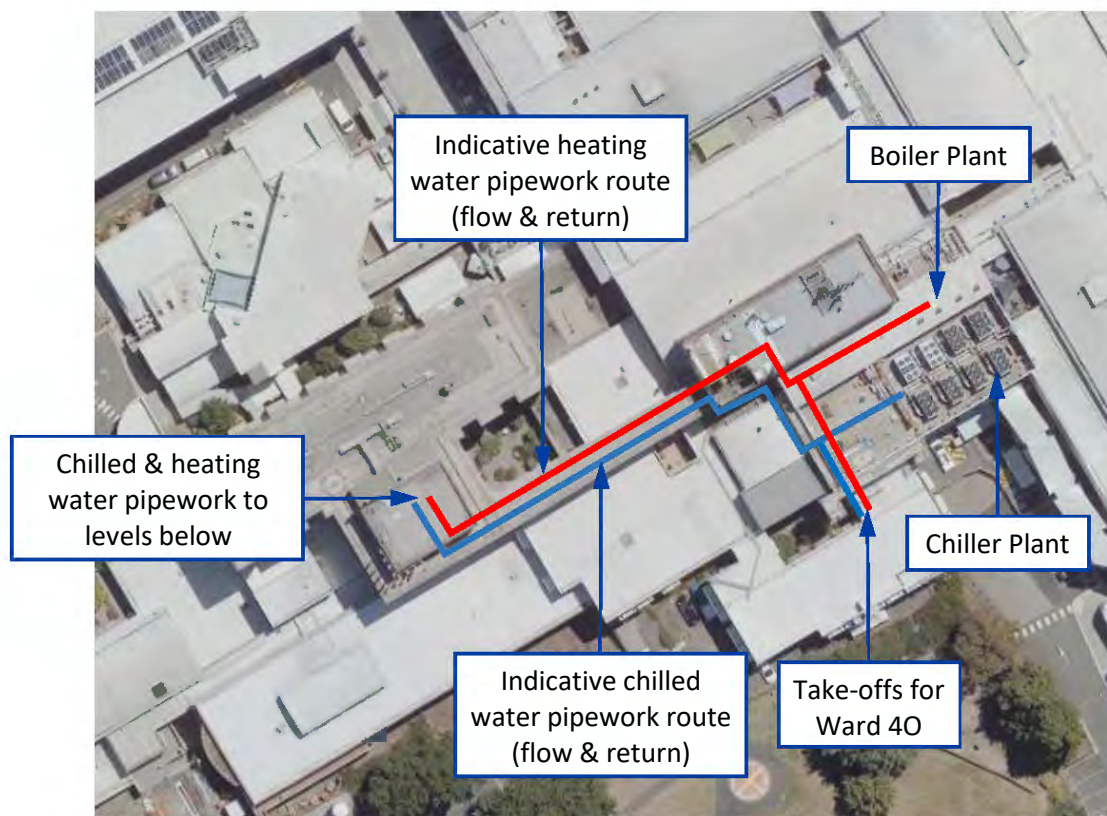 Indicative heating
water pipework route
(flow & return)
Boiler Plant
Chilled & heating
water pipework to
levels below
Chiller Plant
Indicative chilled
water pipework route
(flow & return)
Take-offs for
Ward 4O